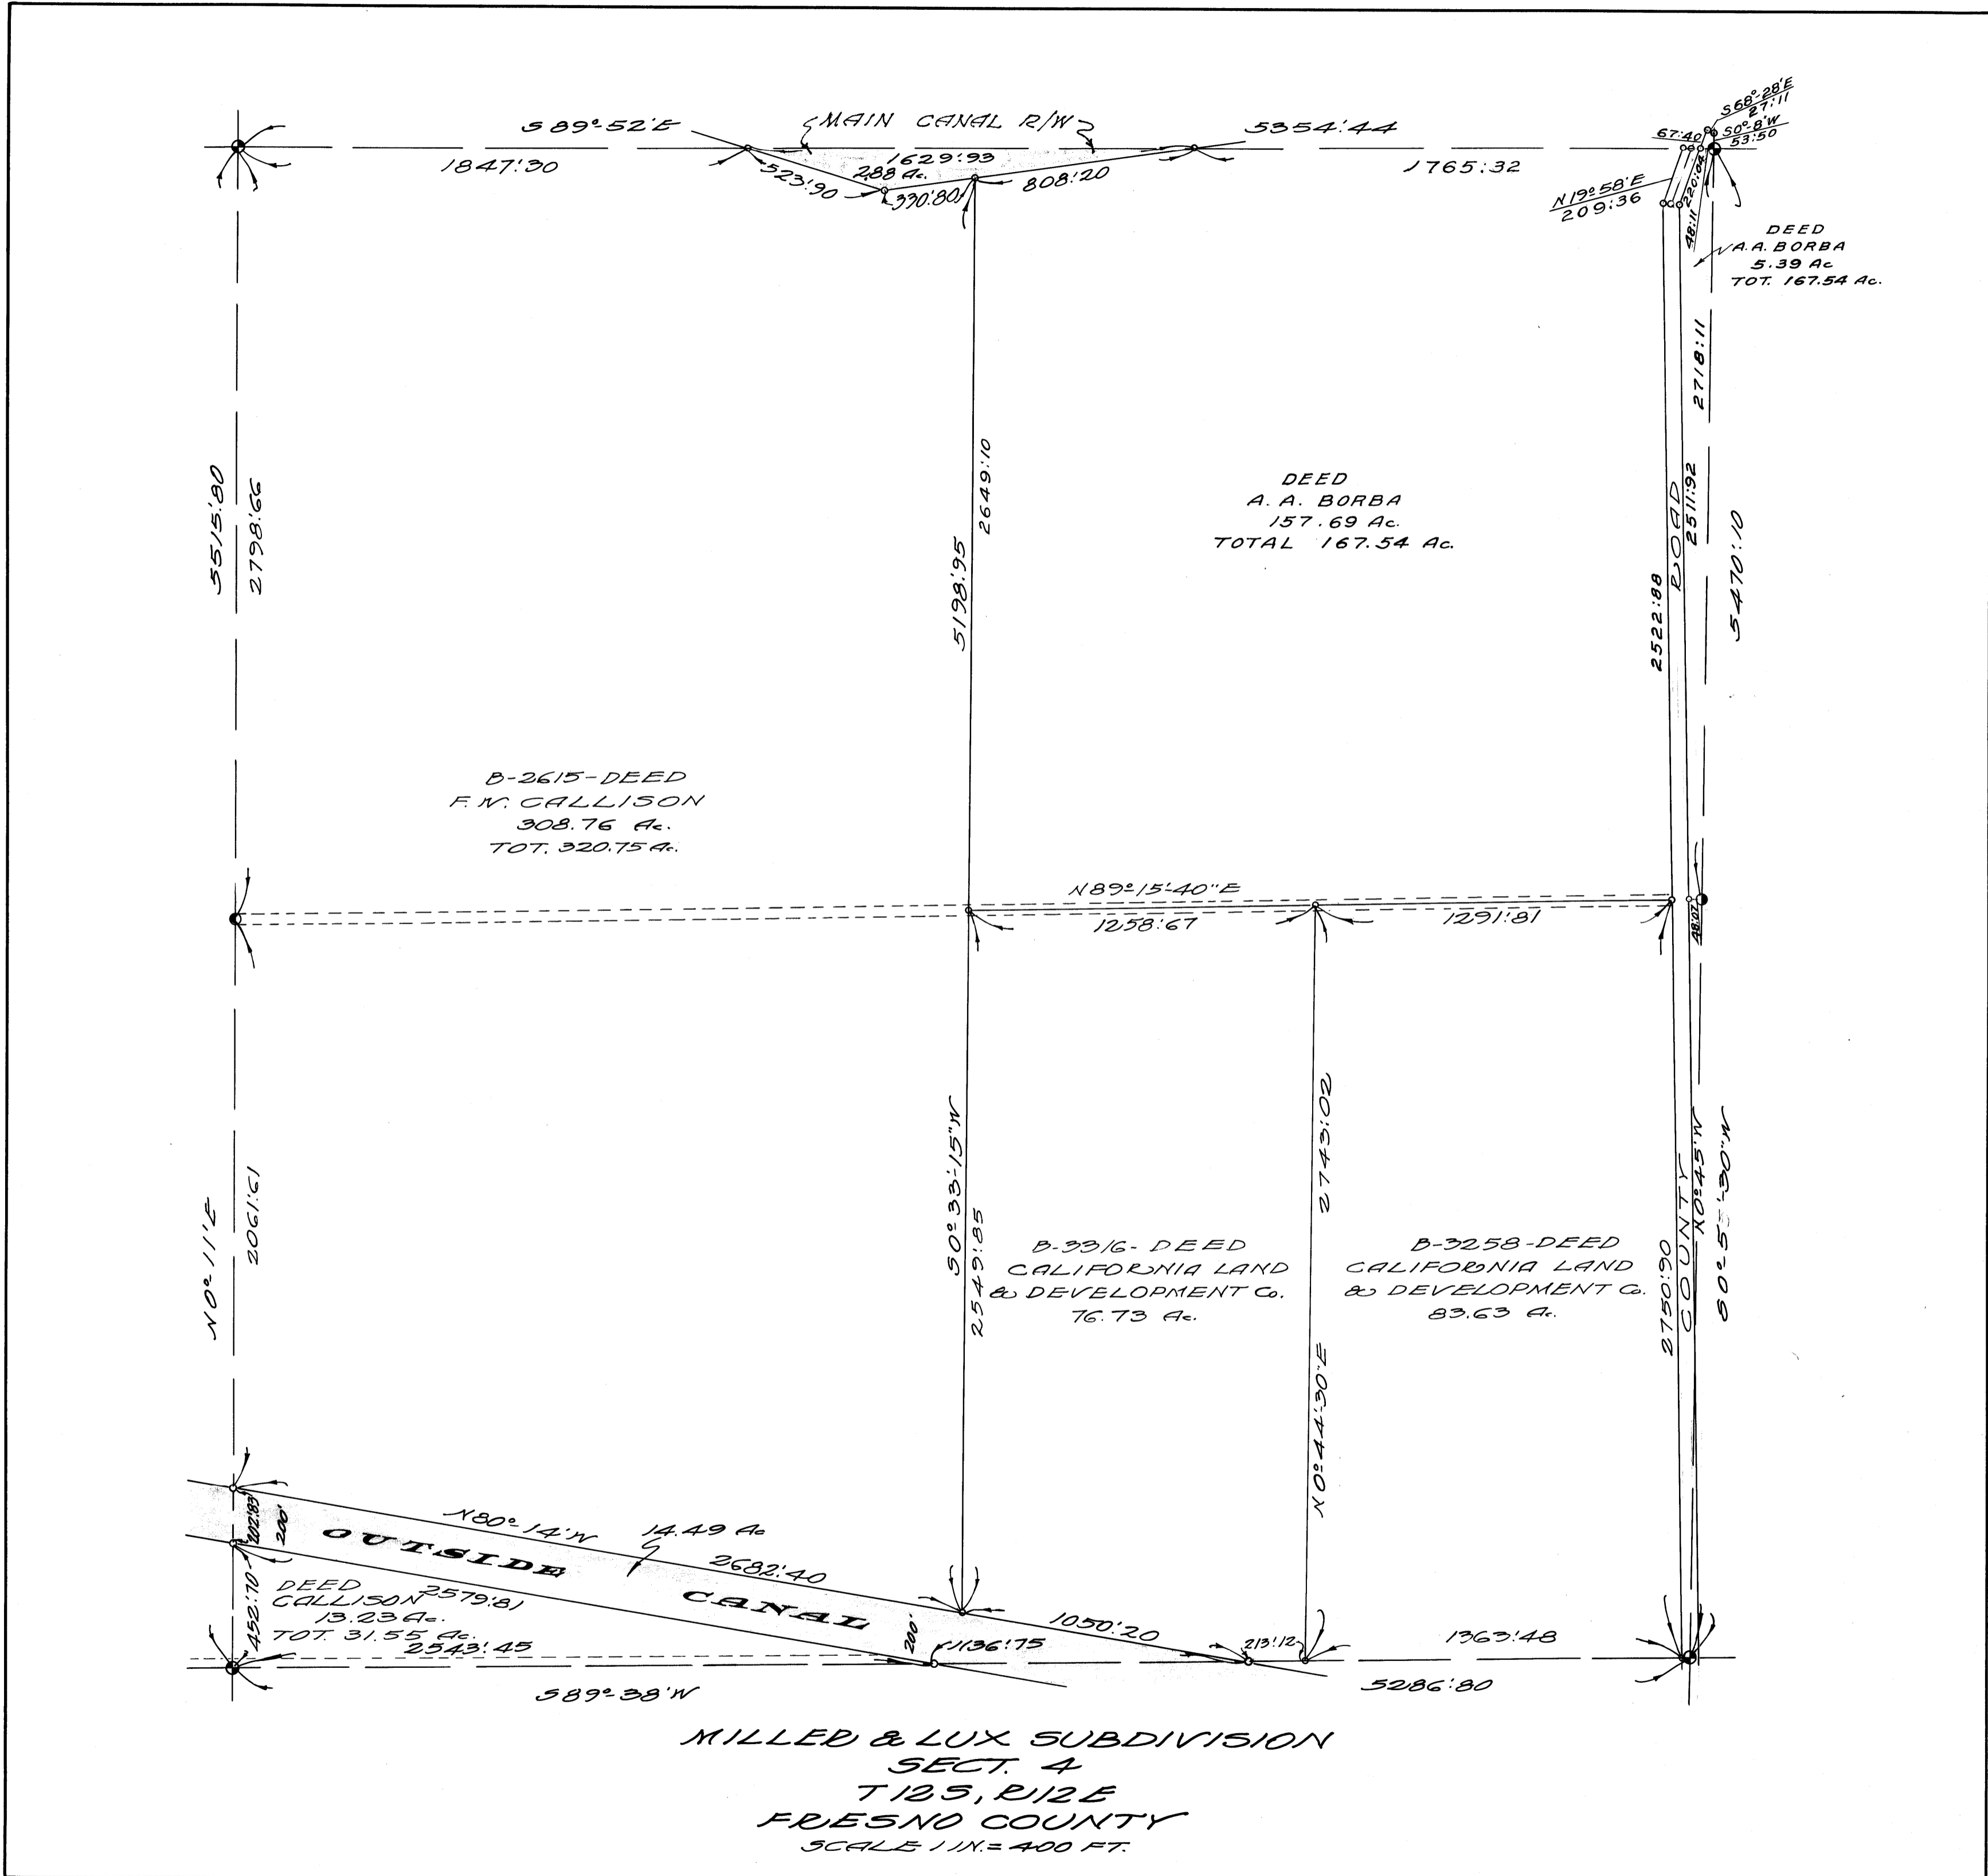 S 89°-52'E
MAIN CANAL R/W
5354'.44
S 68°-28'E
27'.11
67'.40
S0°-8'W
53'.50
1847'.30
1629'.93
2.88 Ac.
523'.90
330'.80
808'.20
1765'.32
N 19°58'E
209'.36
220'.04
48'.11
DEED
A.A. BORBA
5.39 Ac
TOT. 167.54 Ac.
2718'.11
5515'.80
2798'.66
2649'.10
5198'.95
DEED
A. A. BORBA
157.69 Ac.
TOTAL 167.54 Ac.
2511'.92
ROAD
2522'.88
5470'.10
B-2615-DEED
F. W. CALLISON
308.76 Ac.
TOT. 320.75 Ac.
N89°-15'-40"E
1258'.67
1291'.81
48'.07
N0°-11'E
2061'.61
S0°-33'-15"W
2549'.85
2743'.02
N0°-44'-30"E
B-3316- DEED
CALIFORNIA LAND
& DEVELOPMENT Co.
76.73 Ac.
B-3258-DEED
CALIFORNIA LAND
& DEVELOPMENT Co.
83.63 Ac.
2750'.90
COUNTY
N0°45'W
N80°-14'W
14.49 Ac
2682'.40
202'.83
200'
OUTSIDE
CANAL
452'.70
DEED
CALLISON
2579'.81
13.23 Ac.
TOT. 31.55 Ac.
2543'.45
200'
1136'.75
1050'.20
213'.12
1363'.48
S89°-38'W
5286'.80
MILLER & LUX SUBDIVISION
SECT. 4
T12S, R12E
FRESNO COUNTY
SCALE 1 IN.= 400 FT.